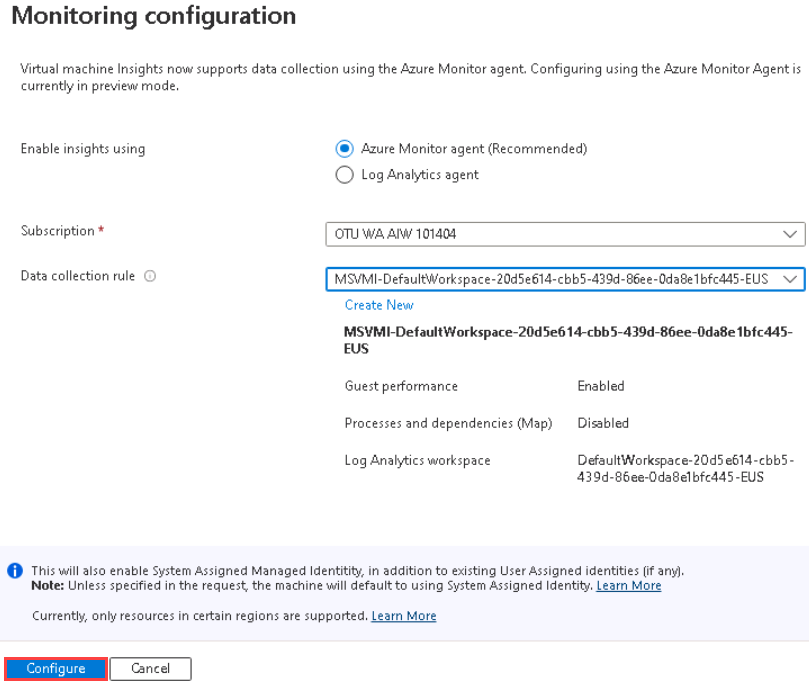 Monitoring configuration
Virtual machine Insights now supports data collection using the Azure Monitor agent. Configuring using the Azure Monitor Agent is
currently in preview mode.
Enable insights using
Azure Monitor agent (Recommended)
Log Analytics agent
Subscription *
OTU WA AIW 101404
Data collection rule
MSVMI-DefaultWorkspace-20d5e614-cbb5-439d-86ee-0da8e1bfc445-EUS
Create New
MSVMI-DefaultWorkspace-20d5e614-cbb5-439d-86ee-0da8e1bfc445-
EUS
Guest performance Enabled
Processes and dependencies (Map) Disabled
Log Analytics workspace DefaultWorkspace-20d5e614-cbb5-
439d-86ee-0da8e1bfc445-EUS
This will also enable System Assigned Managed Identitity, in addition to existing User Assigned identities (if any).
Note: Unless specified in the request, the machine will default to using System Assigned Identity. Learn More
Currently, only resources in certain regions are supported. Learn More
Configure Cancel